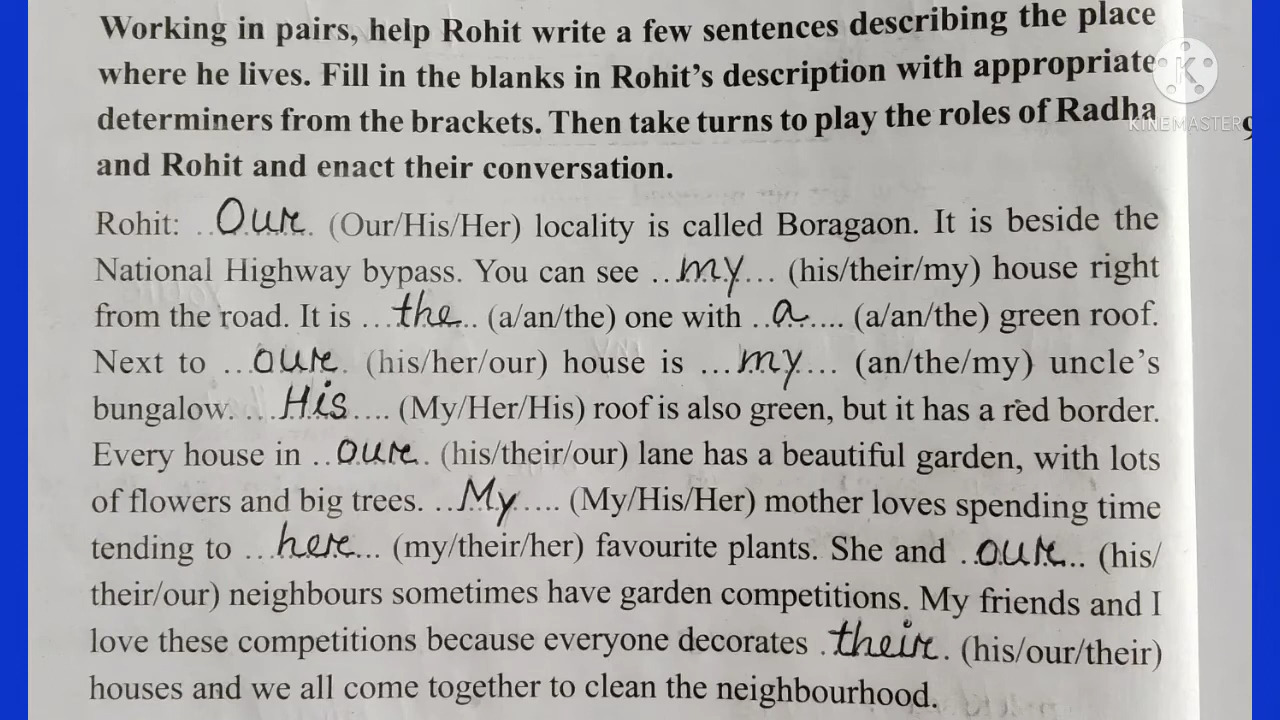 Working in pairs, help Rohit write a few sentences describing the place
where he lives. Fill in the blanks in Rohit's description with appropriate
determiners from the brackets. Then take turns to play the roles of Radha
KINEMASTER
and Rohit and enact their conversation.
Rohit: ..Our.. (Our/His/Her) locality is called Boragaon. It is beside the
National Highway bypass. You can see ...my... (his/their/my) house right
from the road. It is ...the.. (a/an/the) one with ..a..... (a/an/the) green roof.
Next to ...our. (his/her/our) house is ...my.... (an/the/my) uncle's
bungalow. ...His.... (My/Her/His) roof is also green, but it has a red border.
Every house in ..our. (his/their/our) lane has a beautiful garden, with lots
of flowers and big trees. ..My..... (My/His/Her) mother loves spending time
tending to ...here... (my/their/her) favourite plants. She and ..our.. (his/
their/our) neighbours sometimes have garden competitions. My friends and I
love these competitions because everyone decorates .their. (his/our/their)
houses and we all come together to clean the neighbourhood.